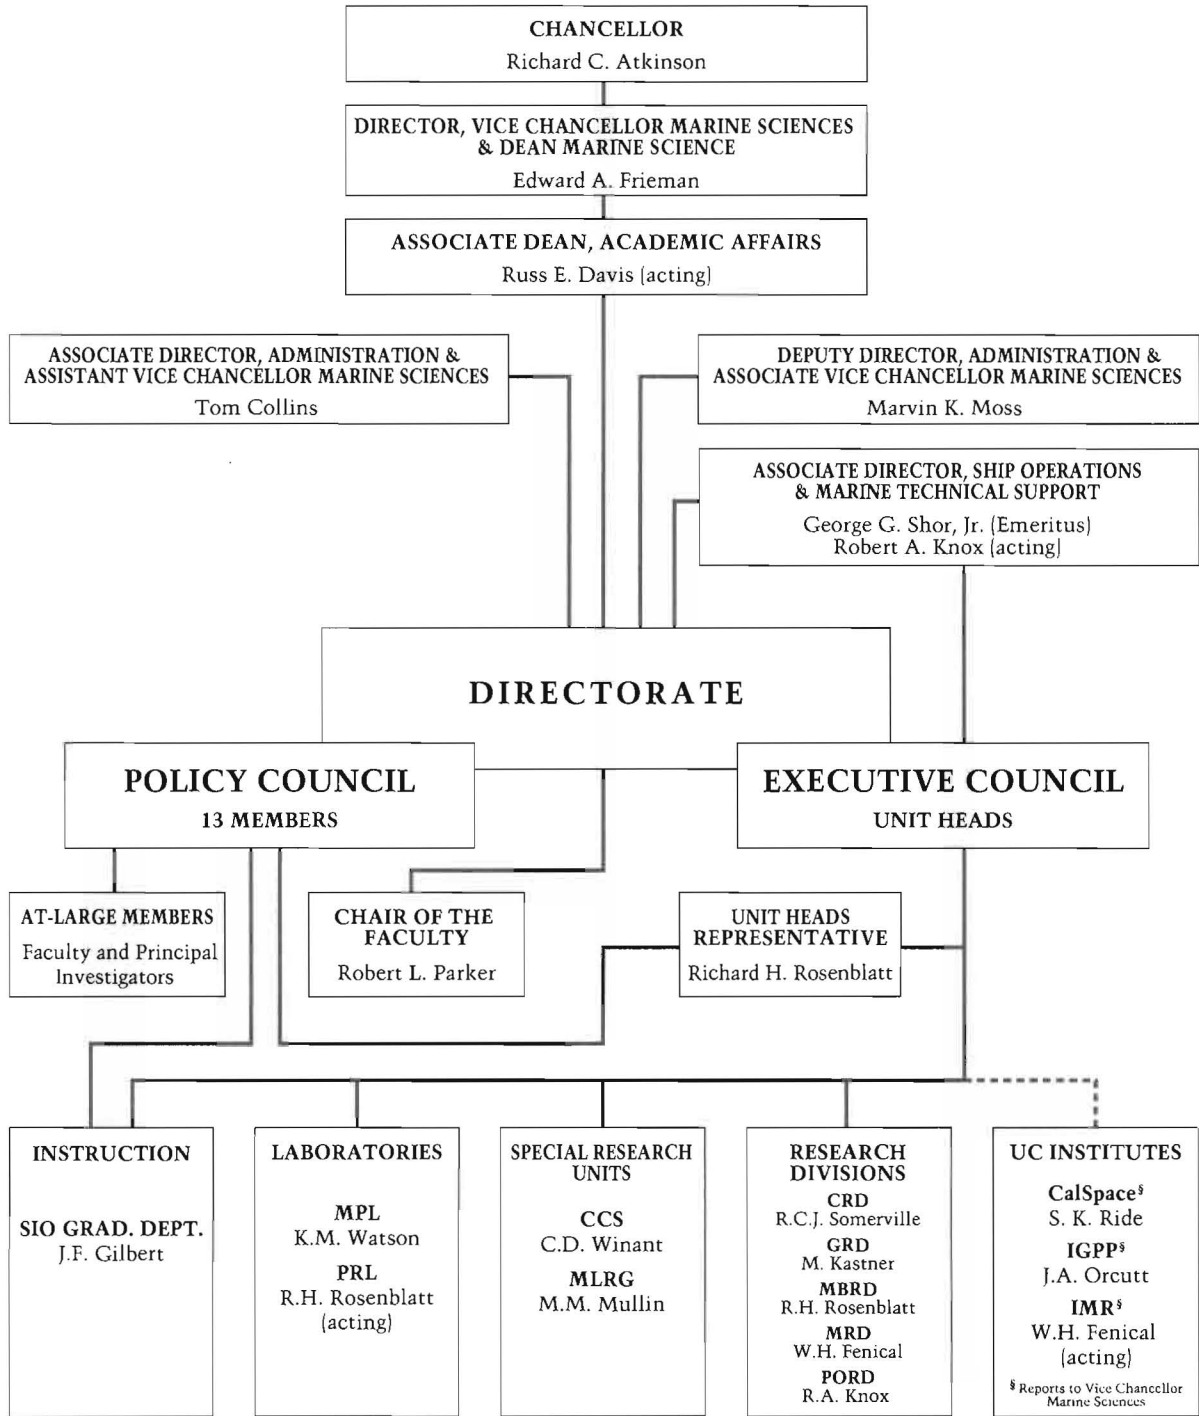 CHANCELLOR
Richard C. Atkinson
DIRECTOR, VICE CHANCELLOR MARINE SCIENCES
& DEAN MARINE SCIENCE
Edward A. Frieman
ASSOCIATE DEAN, ACADEMIC AFFAIRS
Russ E. Davis (acting)
ASSOCIATE DIRECTOR, ADMINISTRATION &
ASSISTANT VICE CHANCELLOR MARINE SCIENCES
Tom Collins
DEPUTY DIRECTOR, ADMINISTRATION &
ASSOCIATE VICE CHANCELLOR MARINE SCIENCES
Marvin K. Moss
ASSOCIATE DIRECTOR, SHIP OPERATIONS
& MARINE TECHNICAL SUPPORT
George G. Shor, Jr. (Emeritus)
Robert A. Knox (acting)
DIRECTORATE
POLICY COUNCIL
13 MEMBERS
EXECUTIVE COUNCIL
UNIT HEADS
AT-LARGE MEMBERS
Faculty and Principal
Investigators
CHAIR OF THE
FACULTY
Robert L. Parker
UNIT HEADS
REPRESENTATIVE
Richard H. Rosenblatt
INSTRUCTION
SIO GRAD. DEPT.
J.F. Gilbert
LABORATORIES
MPL
K.M. Watson
PRL
R.H. Rosenblatt
(acting)
SPECIAL RESEARCH
UNITS
CCS
C.D. Winant
MLRG
M.M. Mullin
RESEARCH
DIVISIONS
CRD
R.C.J. Somerville
GRD
M. Kastner
MBRD
R.H. Rosenblatt
MRD
W.H. Fenical
PORD
R.A. Knox
UC INSTITUTES
CalSpace§
S. K. Ride
IGPP§
J.A. Orcutt
IMR§
W.H. Fenical
(acting)
§ Reports to Vice Chancellor
Marine Sciences